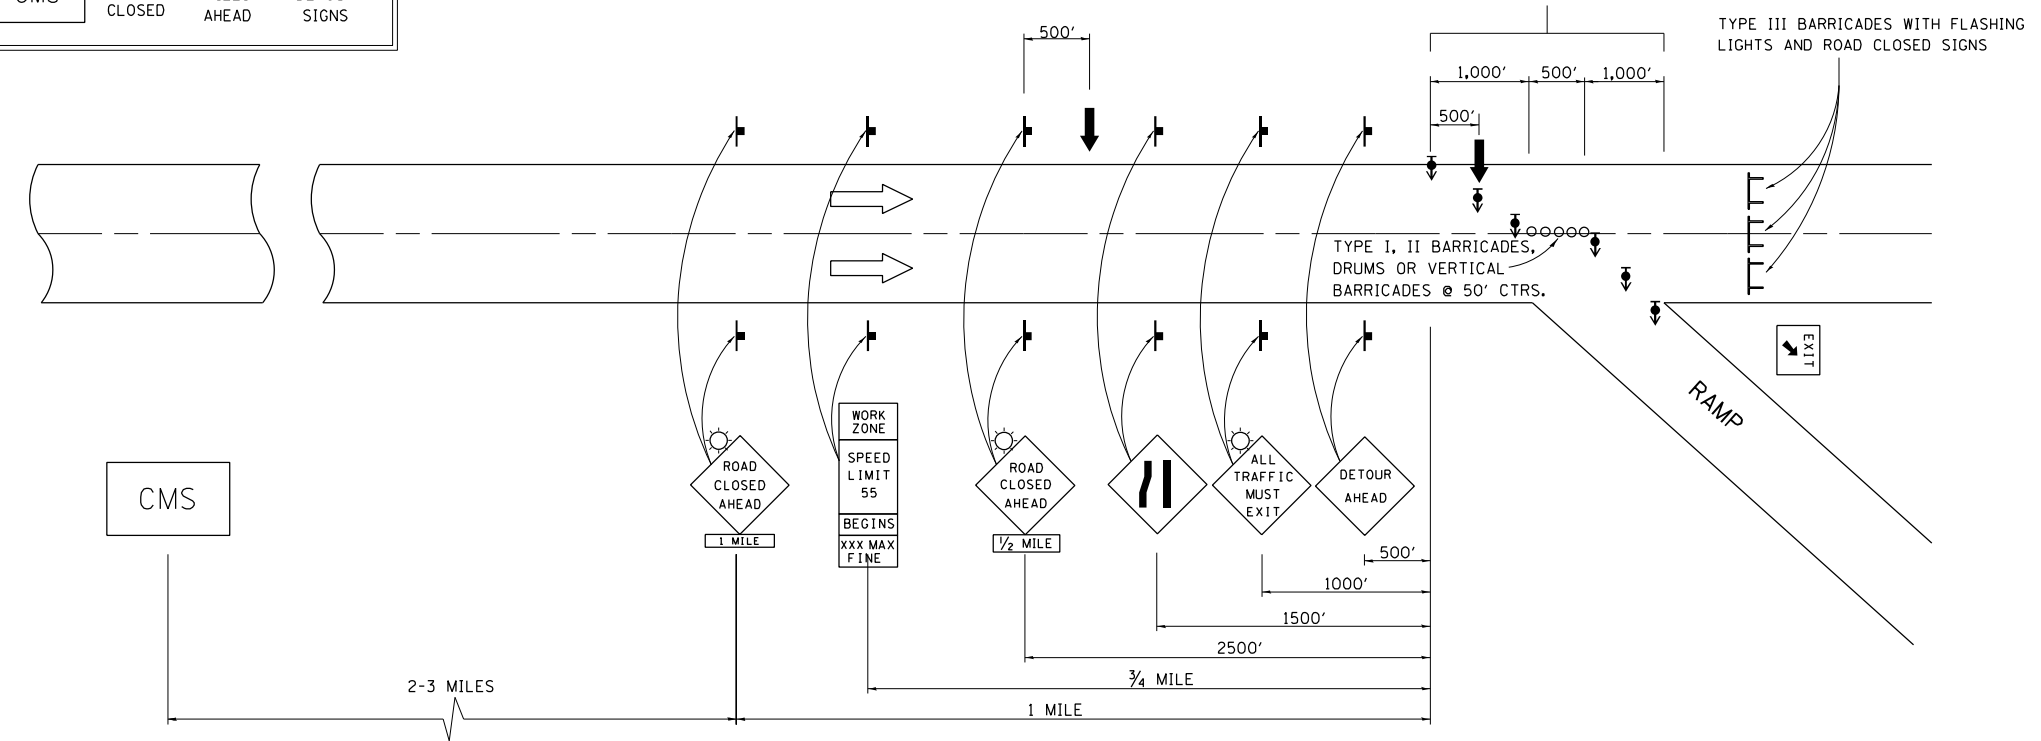 CLOSED
AHEAD
SIGNS
500'
TYPE III BARRICADES WITH FLASHING
LIGHTS AND ROAD CLOSED SIGNS
1,000'
500'
1,000'
500'
TYPE I, II BARRICADES,
DRUMS OR VERTICAL
BARRICADES @ 50' CTRS.
EXIT
RAMP
CMS
ROAD
CLOSED
AHEAD
1 MILE
WORK
ZONE
SPEED
LIMIT
55
BEGINS
XXX MAX
FINE
ROAD
CLOSED
AHEAD
1/2 MILE
ALL
TRAFFIC
MUST
EXIT
DETOUR
AHEAD
500'
1000'
1500'
2500'
3/4 MILE
2-3 MILES
1 MILE